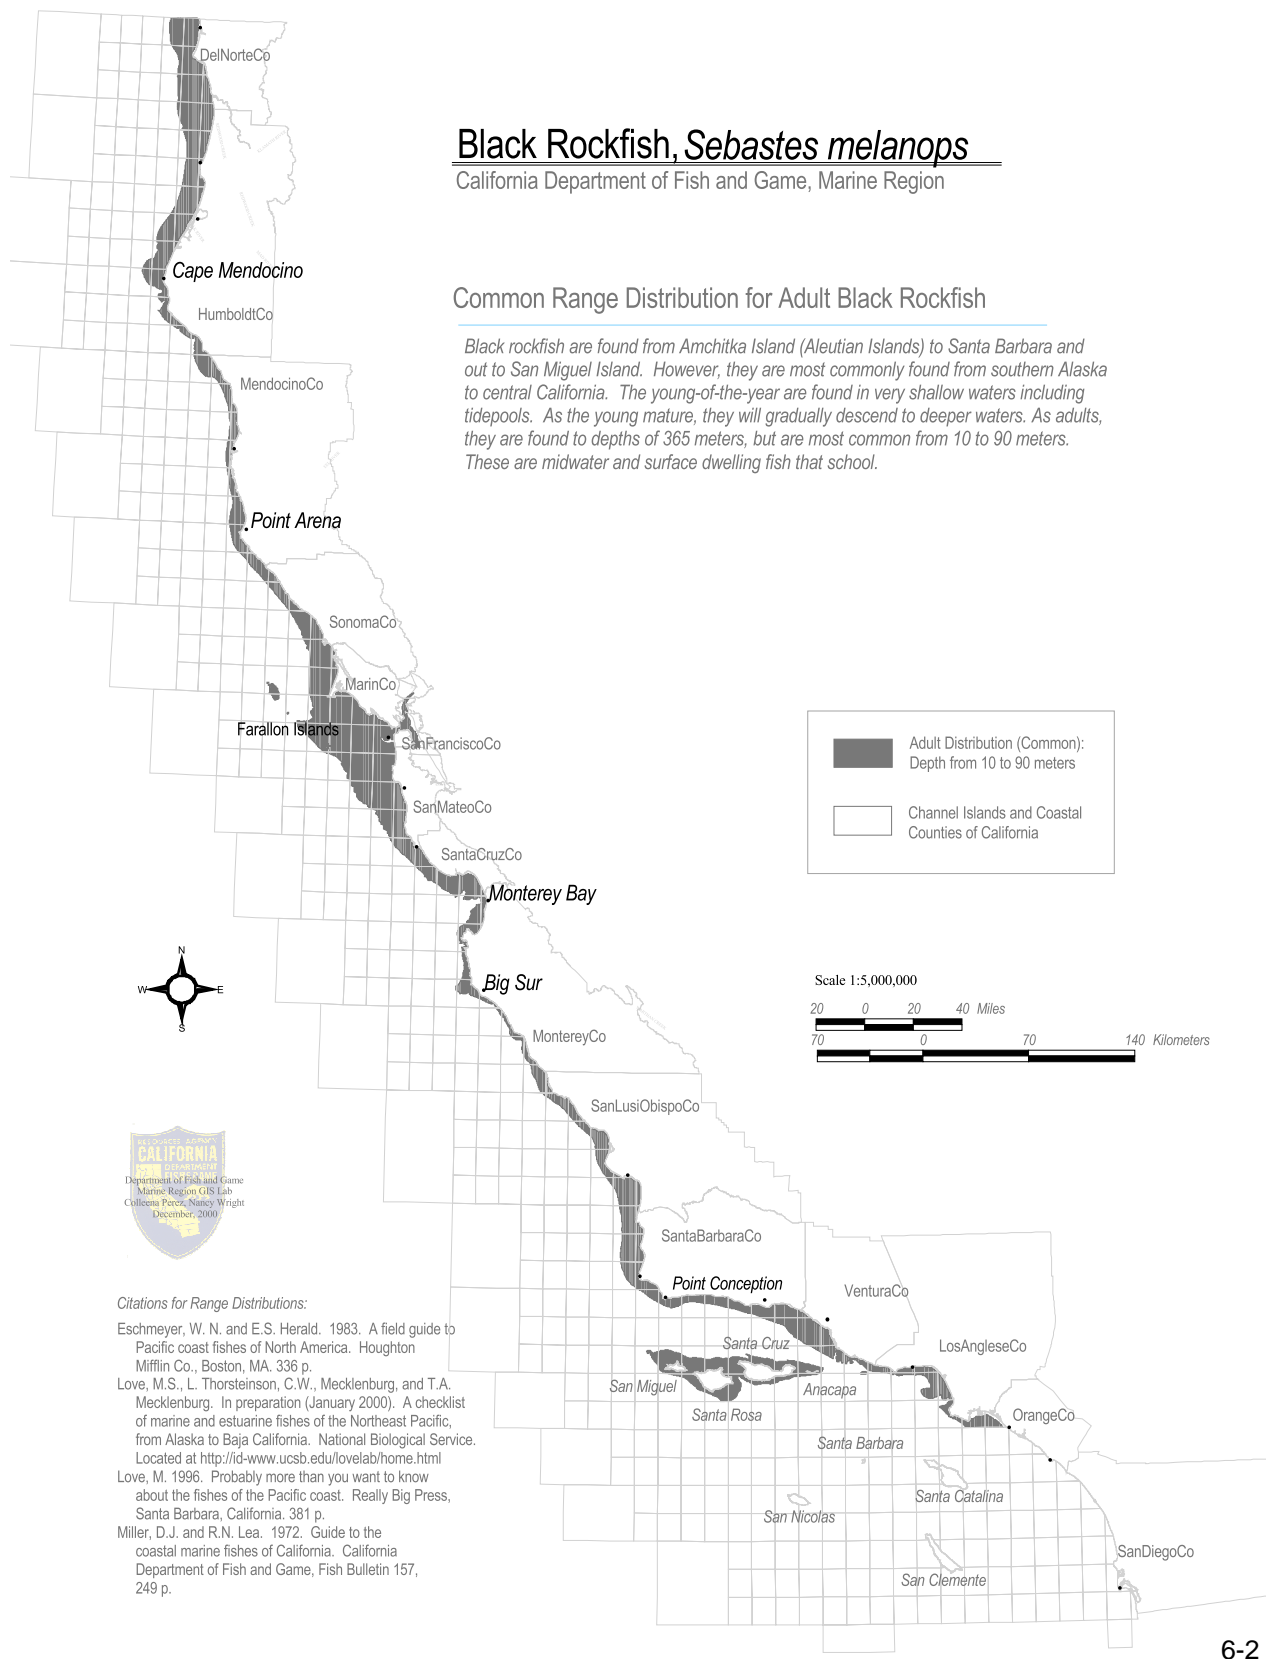 DelNorteCo
Black Rockfish, Sebastes melanops
California Department of Fish and Game, Marine Region
Cape Mendocino
Common Range Distribution for Adult Black Rockfish
HumboldtCo
Black rockfish are found from Amchitka Island (Aleutian Islands) to Santa Barbara and
out to San Miguel Island.  However, they are most commonly found from southern Alaska
to central California.  The young-of-the-year are found in very shallow waters including
tidepools.  As the young mature, they will gradually descend to deeper waters. As adults,
they are found to depths of 365 meters, but are most common from 10 to 90 meters.
These are midwater and surface dwelling fish that school.
MendocinoCo
Point Arena
SonomaCo
MarinCo
Farallon Islands
SanFranciscoCo
Adult Distribution (Common):
Depth from 10 to 90 meters
SanMateoCo
Channel Islands and Coastal
Counties of California
SantaCruzCo
Monterey Bay
N
W
E
S
Big Sur
Scale 1:5,000,000
20 0 20 40 Miles
70 0 70 140 Kilometers
MontereyCo
SanLusiObispoCo
RESOURCES AGENCY
CALIFORNIA
DEPARTMENT
FISH & GAME
Department of Fish and Game
Marine Region GIS Lab
Colleena Perez, Nancy Wright
December, 2000
SantaBarbaraCo
Point Conception
VenturaCo
Santa Cruz
LosAngleseCo
San Miguel
Anacapa
Santa Rosa
OrangeCo
Santa Barbara
Santa Catalina
San Nicolas
SanDiegoCo
San Clemente
Citations for Range Distributions:
Eschmeyer, W. N. and E.S. Herald.  1983.  A field guide to
Pacific coast fishes of North America.  Houghton
Mifflin Co., Boston, MA. 336 p.
Love, M.S., L. Thorsteinson, C.W., Mecklenburg, and T.A.
Mecklenburg.  In preparation (January 2000).  A checklist
of marine and estuarine fishes of the Northeast Pacific,
from Alaska to Baja California.  National Biological Service.
Located at http://id-www.ucsb.edu/lovelab/home.html
Love, M. 1996.  Probably more than you want to know
about the fishes of the Pacific coast.  Really Big Press,
Santa Barbara, California. 381 p.
Miller, D.J. and R.N. Lea.  1972.  Guide to the
coastal marine fishes of California.  California
Department of Fish and Game, Fish Bulletin 157,
249 p.
6-2